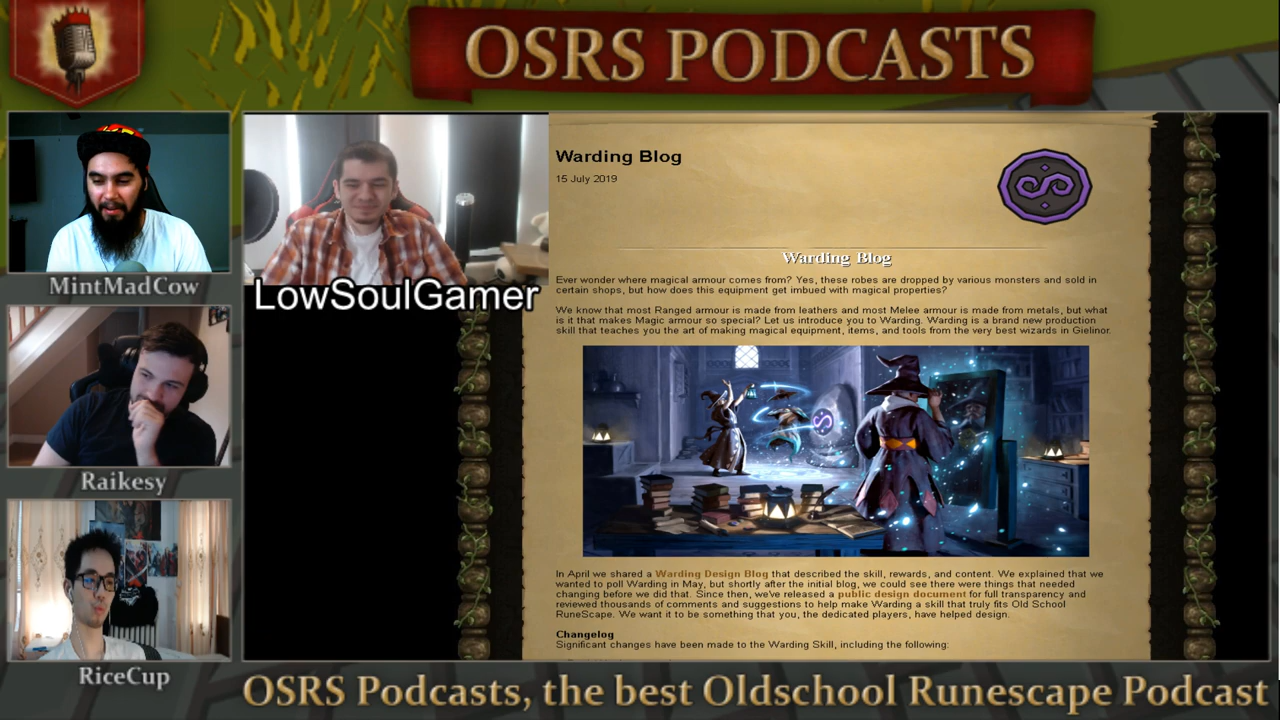 OSRS PODCASTS
MintMadCow
Raikesy
RiceCup
LowSoulGamer
Warding Blog
15 July 2019
Warding Blog
Ever wonder where magical armour comes from? Yes, these robes are dropped by various monsters and sold in
certain shops, but how does this equipment get imbued with magical properties?
We know that most Ranged armour is made from leathers and most Melee armour is made from metals, but what
is it that makes Magic armour so special? Let us introduce you to Warding. Warding is a brand new production
skill that teaches you the art of making magical equipment, items, and tools from the very best wizards in Gielinor.
In April we shared a Warding Design Blog that described the skill, rewards, and content. We explained that we
wanted to poll Warding in May, but shortly after the initial blog, we could see there were things that needed
changing before we did that. Since then, we've released a public design document for full transparency and
reviewed thousands of comments and suggestions to help make Warding a skill that truly fits Old School
RuneScape. We want it to be something that you, the dedicated players, have helped design.
Changelog
Significant changes have been made to the Warding Skill, including the following:
OSRS Podcasts, the best Oldschool Runescape Podcast